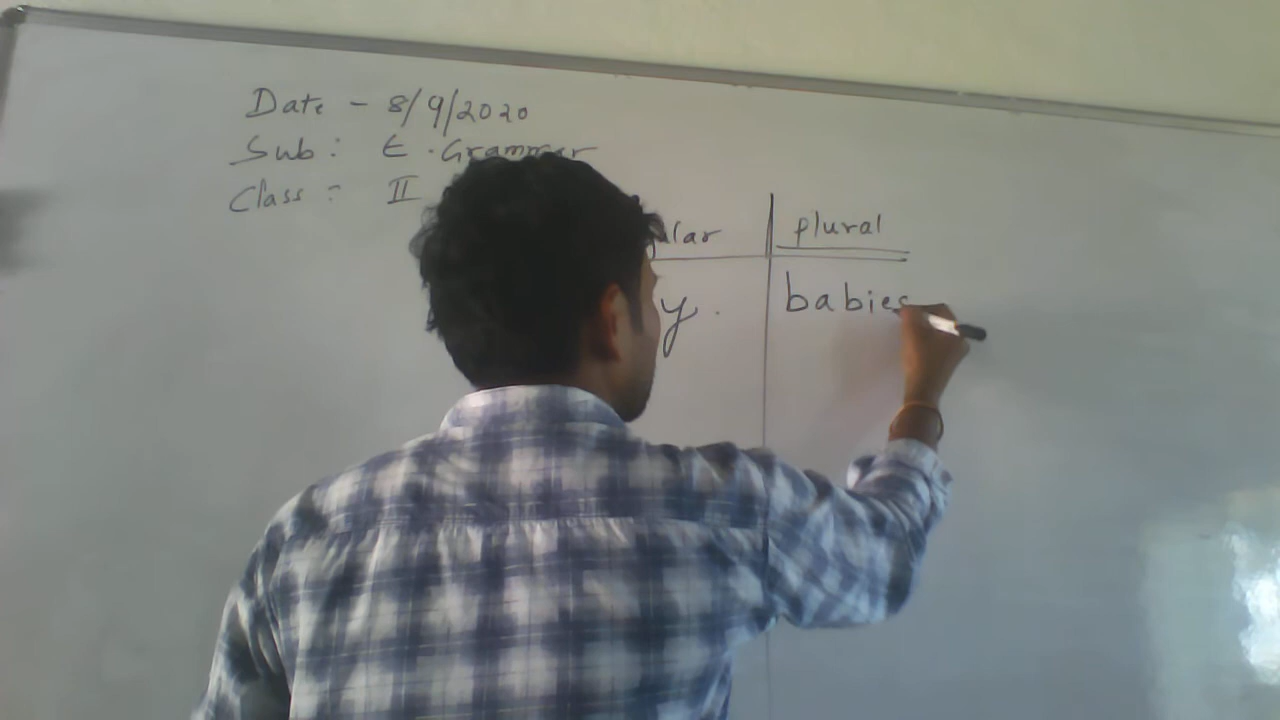 Date - 8/9/2020
Sub: E. Grammar
Class: II
plural
babies